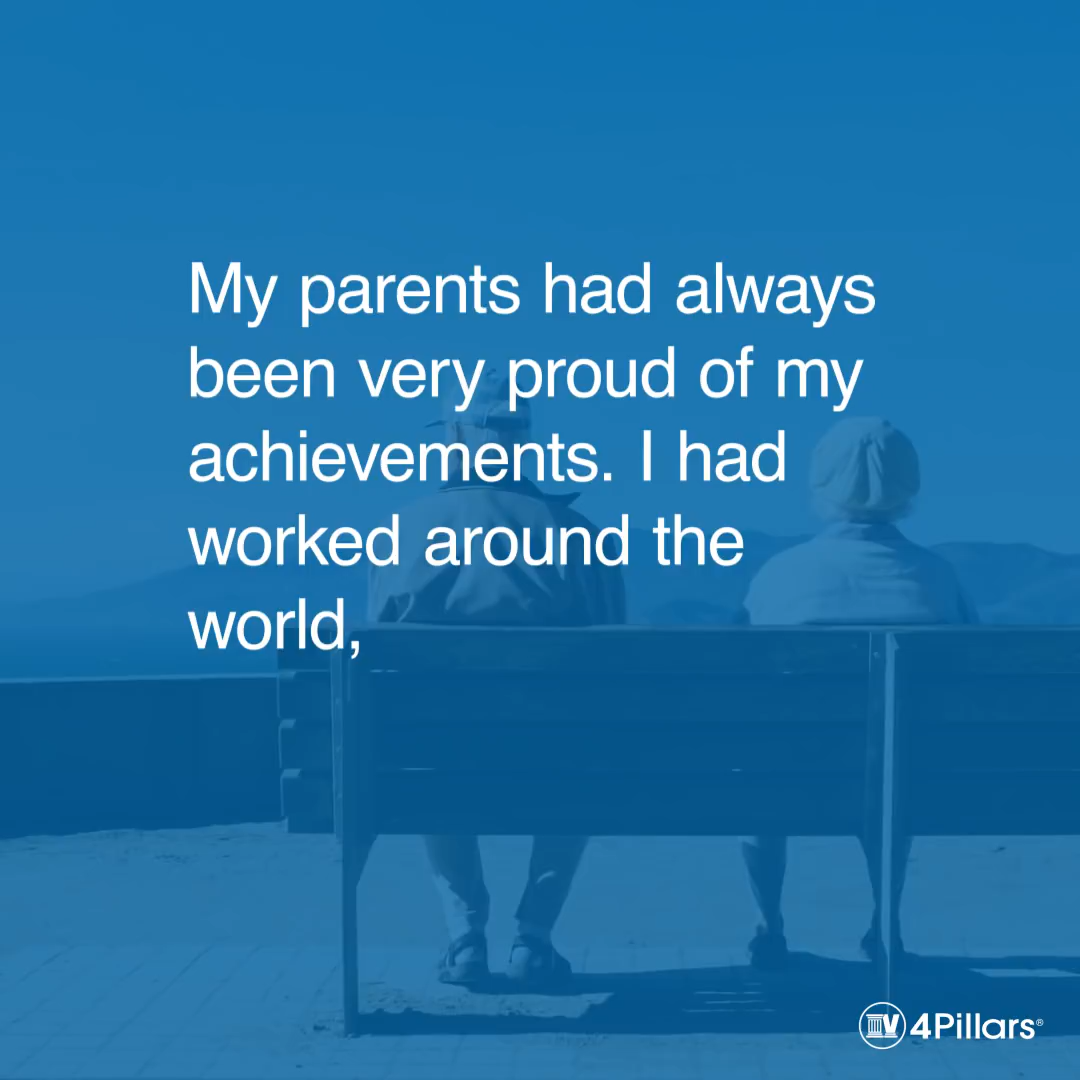 My parents had always
been very proud of my
achievements. I had
worked around the
world,
4Pillars®